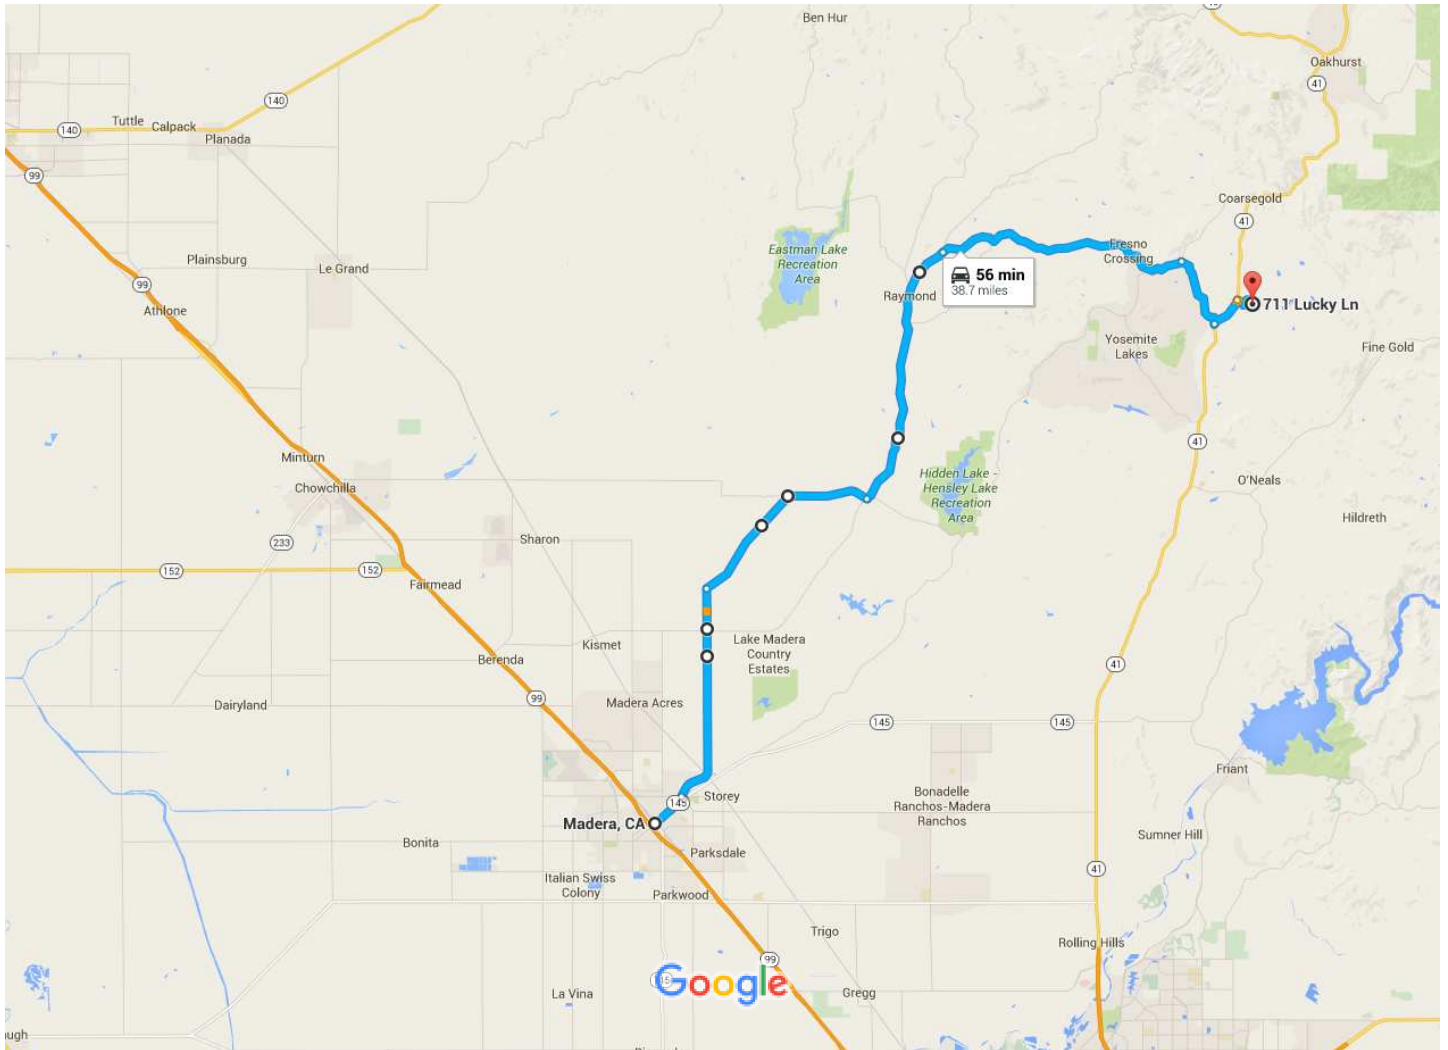 Ben Hur
49
Oakhurst
41
140
Tuttle
Calpack
140
Planada
99
Coarsegold
41
Plainsburg
Le Grand
Eastman Lake
Recreation
Area
Fresno
Crossing
99
56 min
38.7 miles
Raymond
Athlone
711 Lucky Ln
Yosemite
Lakes
Fine Gold
41
Minturn
Chowchilla
Hidden Lake -
Hensley Lake
Recreation
Area
O'Neals
Hildreth
233
Sharon
152
152
Fairmead
Kismet
Lake Madera
Country
Estates
Berenda
41
99
Madera Acres
Dairyland
145
145
Friant
Bonadelle
Ranchos-Madera
Ranchos
145
Storey
Madera, CA
Sumner Hill
Bonita
Parksdale
41
Italian Swiss
Colony
Parkwood
Trigo
Rolling Hills
99
Google
La Vina
Gregg
ough